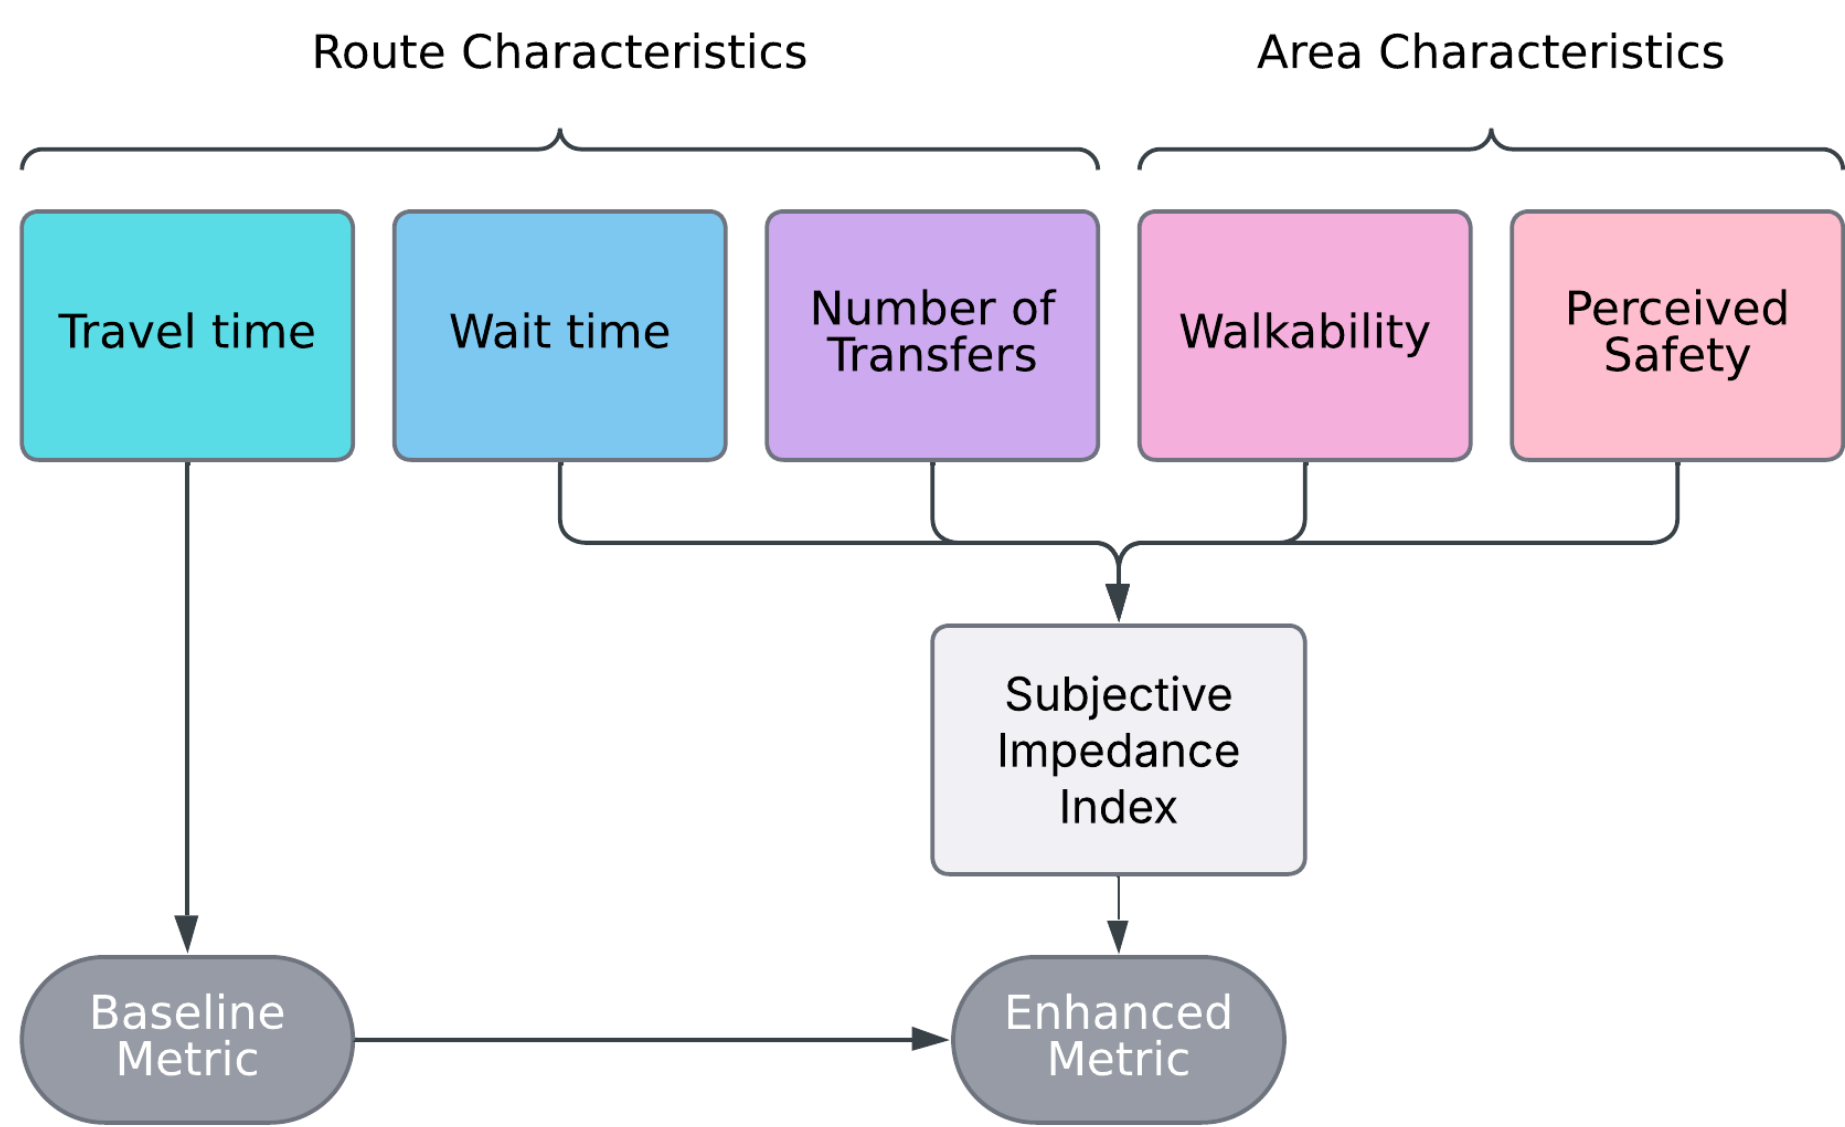 Route Characteristics
Area Characteristics
Travel time
Wait time
Number of
Transfers
Walkability
Perceived
Safety
Subjective
Impedance
Index
Baseline
Metric
Enhanced
Metric